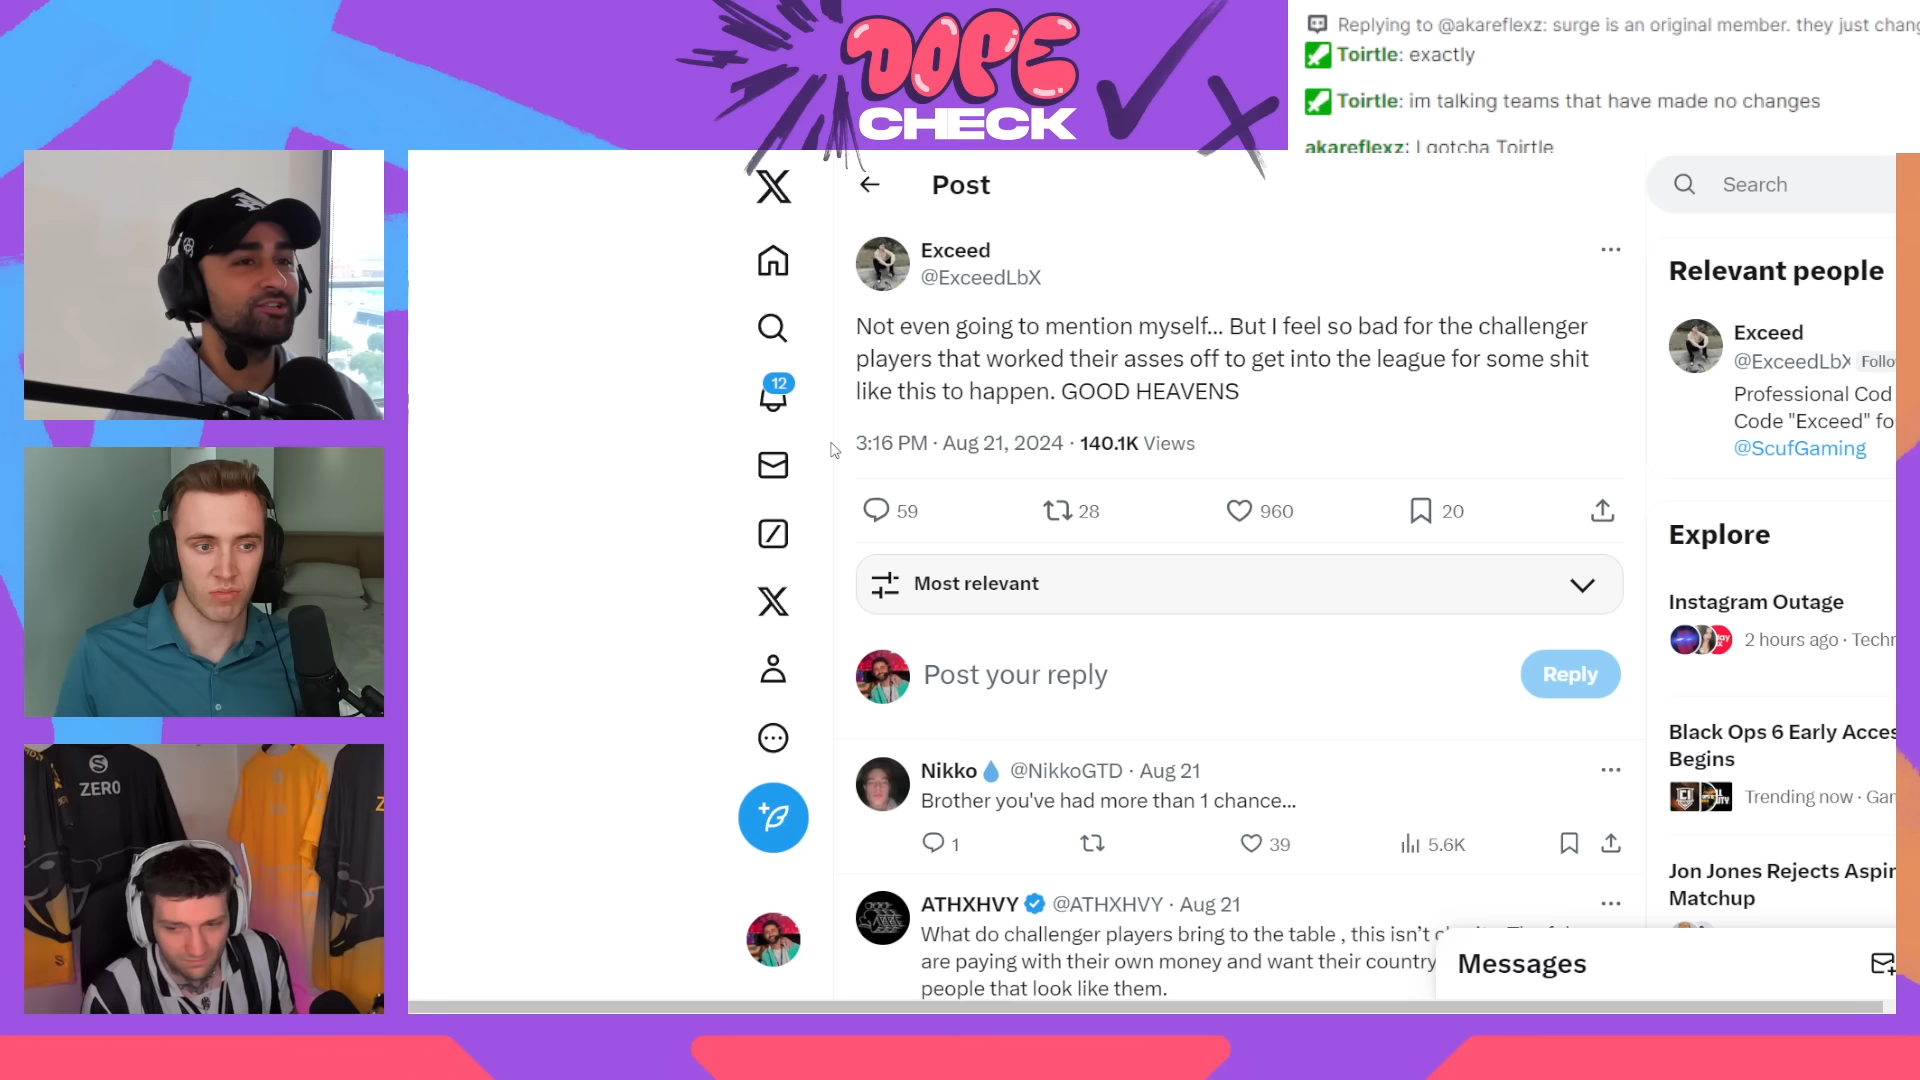 DOPE
CHECK
Replying to @akareflexz: surge is an original member. they just chang
Toirtle: exactly
Toirtle: im talking teams that have made no changes
akareflexz: I gotcha Toirtle
Post
Search
Exceed
@ExceedLbX
Not even going to mention myself... But I feel so bad for the challenger
players that worked their asses off to get into the league for some shit
like this to happen. GOOD HEAVENS
3:16 PM · Aug 21, 2024 · 140.1K Views
12
59 28 960 20
Most relevant
Post your reply
Reply
Nikko @NikkoGTD · Aug 21
Brother you've had more than 1 chance...
1 39 5.6K
ATHXHVY @ATHXHVY · Aug 21
What do challenger players bring to the table , this isn't
are paying with their own money and want their country
people that look like them.
Relevant people
Exceed
@ExceedLbX Follo
Professional Cod
Code "Exceed" fo
@ScufGaming
Explore
Instagram Outage
2 hours ago · Techn
Black Ops 6 Early Acces
Begins
Trending now · Gam
Jon Jones Rejects Aspin
Matchup
Messages
ZERO